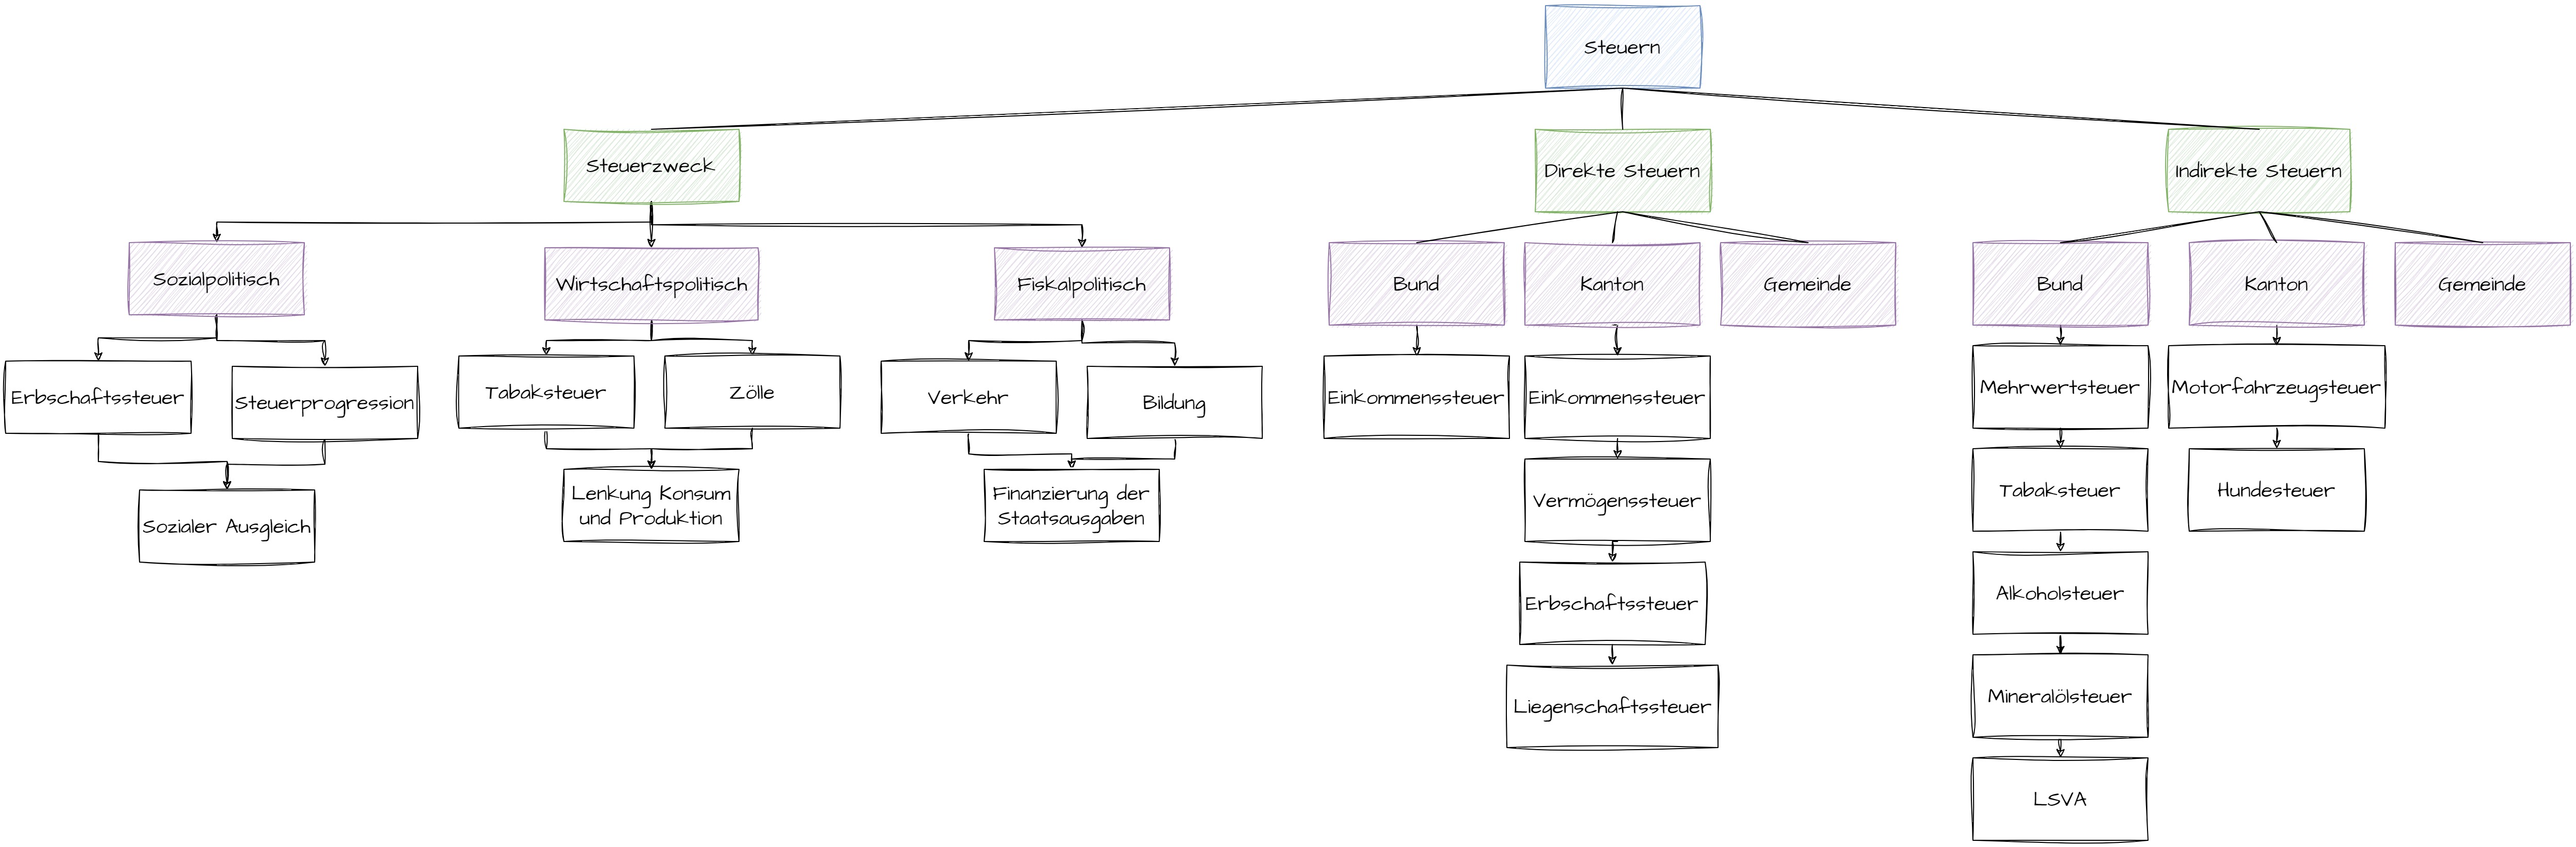 Steuern
Steuerzweck
Direkte Steuern
Indirekte Steuern
Sozialpolitisch
Wirtschaftspolitisch
Fiskalpolitisch
Bund
Kanton
Gemeinde
Bund
Kanton
Gemeinde
Erbschaftssteuer
Steuerprogression
Tabaksteuer
Zölle
Verkehr
Bildung
Einkommenssteuer
Einkommenssteuer
Mehrwertsteuer
Motorfahrzeugsteuer
Sozialer Ausgleich
Lenkung Konsum
und Produktion
Finanzierung der
Staatsausgaben
Vermögenssteuer
Tabaksteuer
Hundesteuer
Erbschaftssteuer
Alkoholsteuer
Liegenschaftssteuer
Mineralölsteuer
LSVA